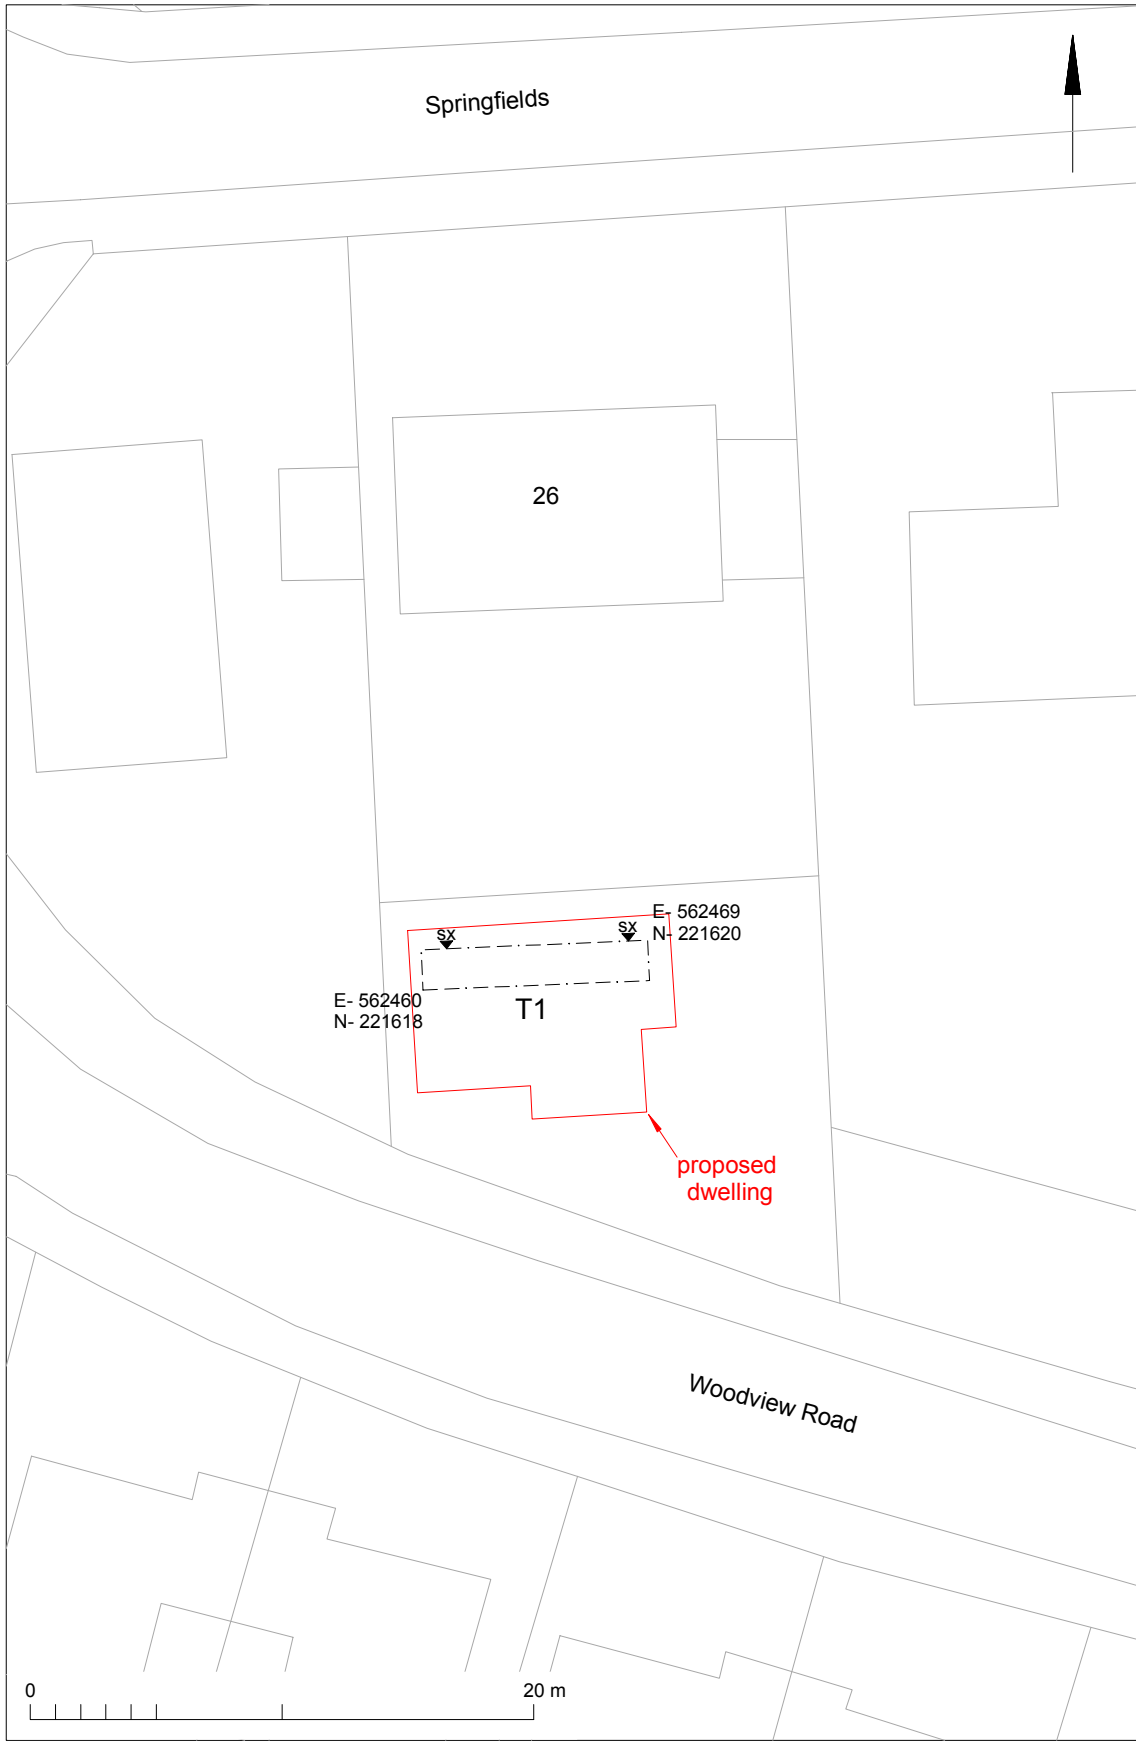 Springfields
26
sx
sx
E- 562469
N- 221620
E- 562460
N- 221618
T1
proposed
dwelling
Woodview Road
0
20 m